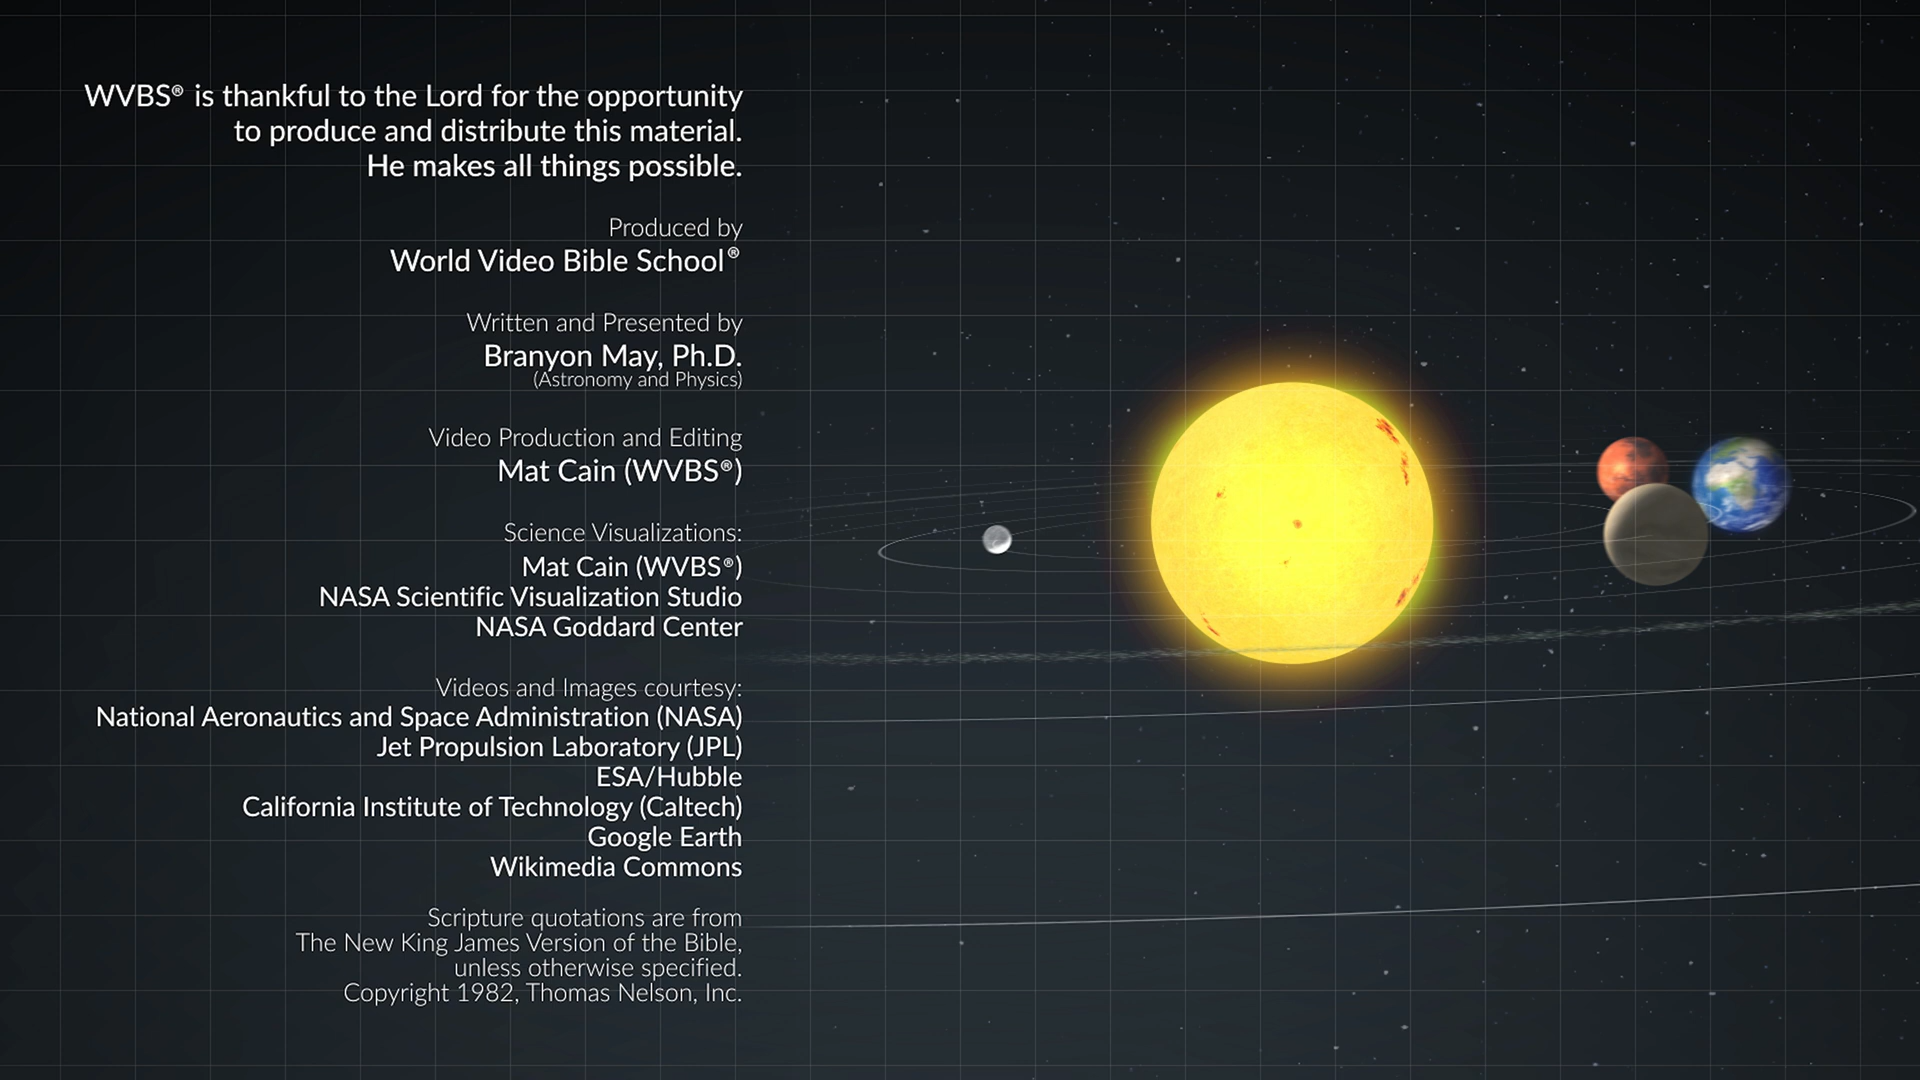 WVBS® is thankful to the Lord for the opportunity
to produce and distribute this material.
He makes all things possible.
Produced by
World Video Bible School®
Written and Presented by
Branyon May, Ph.D.
(Astronomy and Physics)
Video Production and Editing
Mat Cain (WVBS®)
Science Visualizations:
Mat Cain (WVBS®)
NASA Scientific Visualization Studio
NASA Goddard Center
Videos and Images courtesy:
National Aeronautics and Space Administration (NASA)
Jet Propulsion Laboratory (JPL)
ESA/Hubble
California Institute of Technology (Caltech)
Google Earth
Wikimedia Commons
Scripture quotations are from
The New King James Version of the Bible,
unless otherwise specified.
Copyright 1982, Thomas Nelson, Inc.